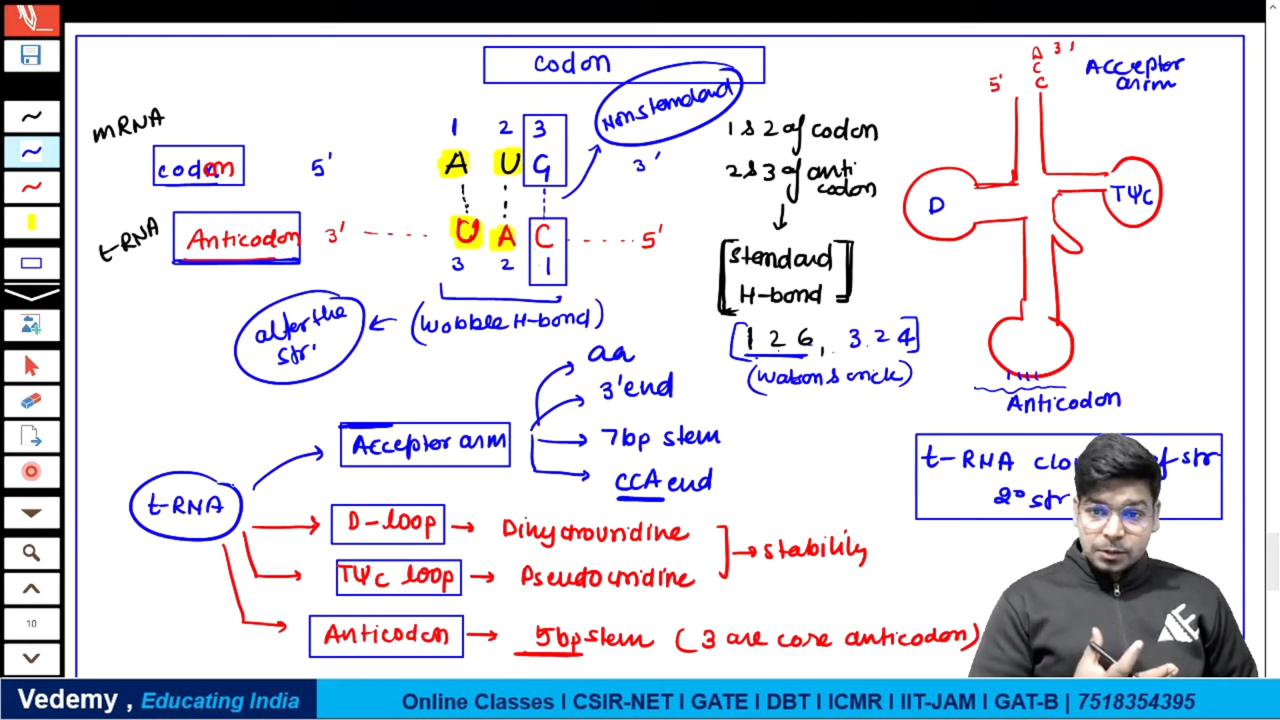 codon
Nonstandard
mRNA
codon
5'
1 2 3
A U G
3'
t-RNA
Anticodon
3'
U A C
5'
3 2 1
(Wobble H-bond)
alter the
str.
1 & 2 of codon
2 & 3 of anti
codon
Standard
H-bond
1 2 6, 3.2 4
(Watson & crick)
A 3'
C
C
5'
Acceptor
arm
D
TΨC
Anticodon
t-RNA
Acceptor arm
aa
3' end
7bp stem
CCA end
D-loop
Dihydrouridine
TΨC loop
Pseudouridine
stability
Anticodon
5bp stem (3 are core anticodon)
t-RNA clo f str
2° st
10
Vedemy , Educating India
Online Classes I CSIR-NET I GATE I DBT I ICMR I IIT-JAM I GAT-B | 7518354395